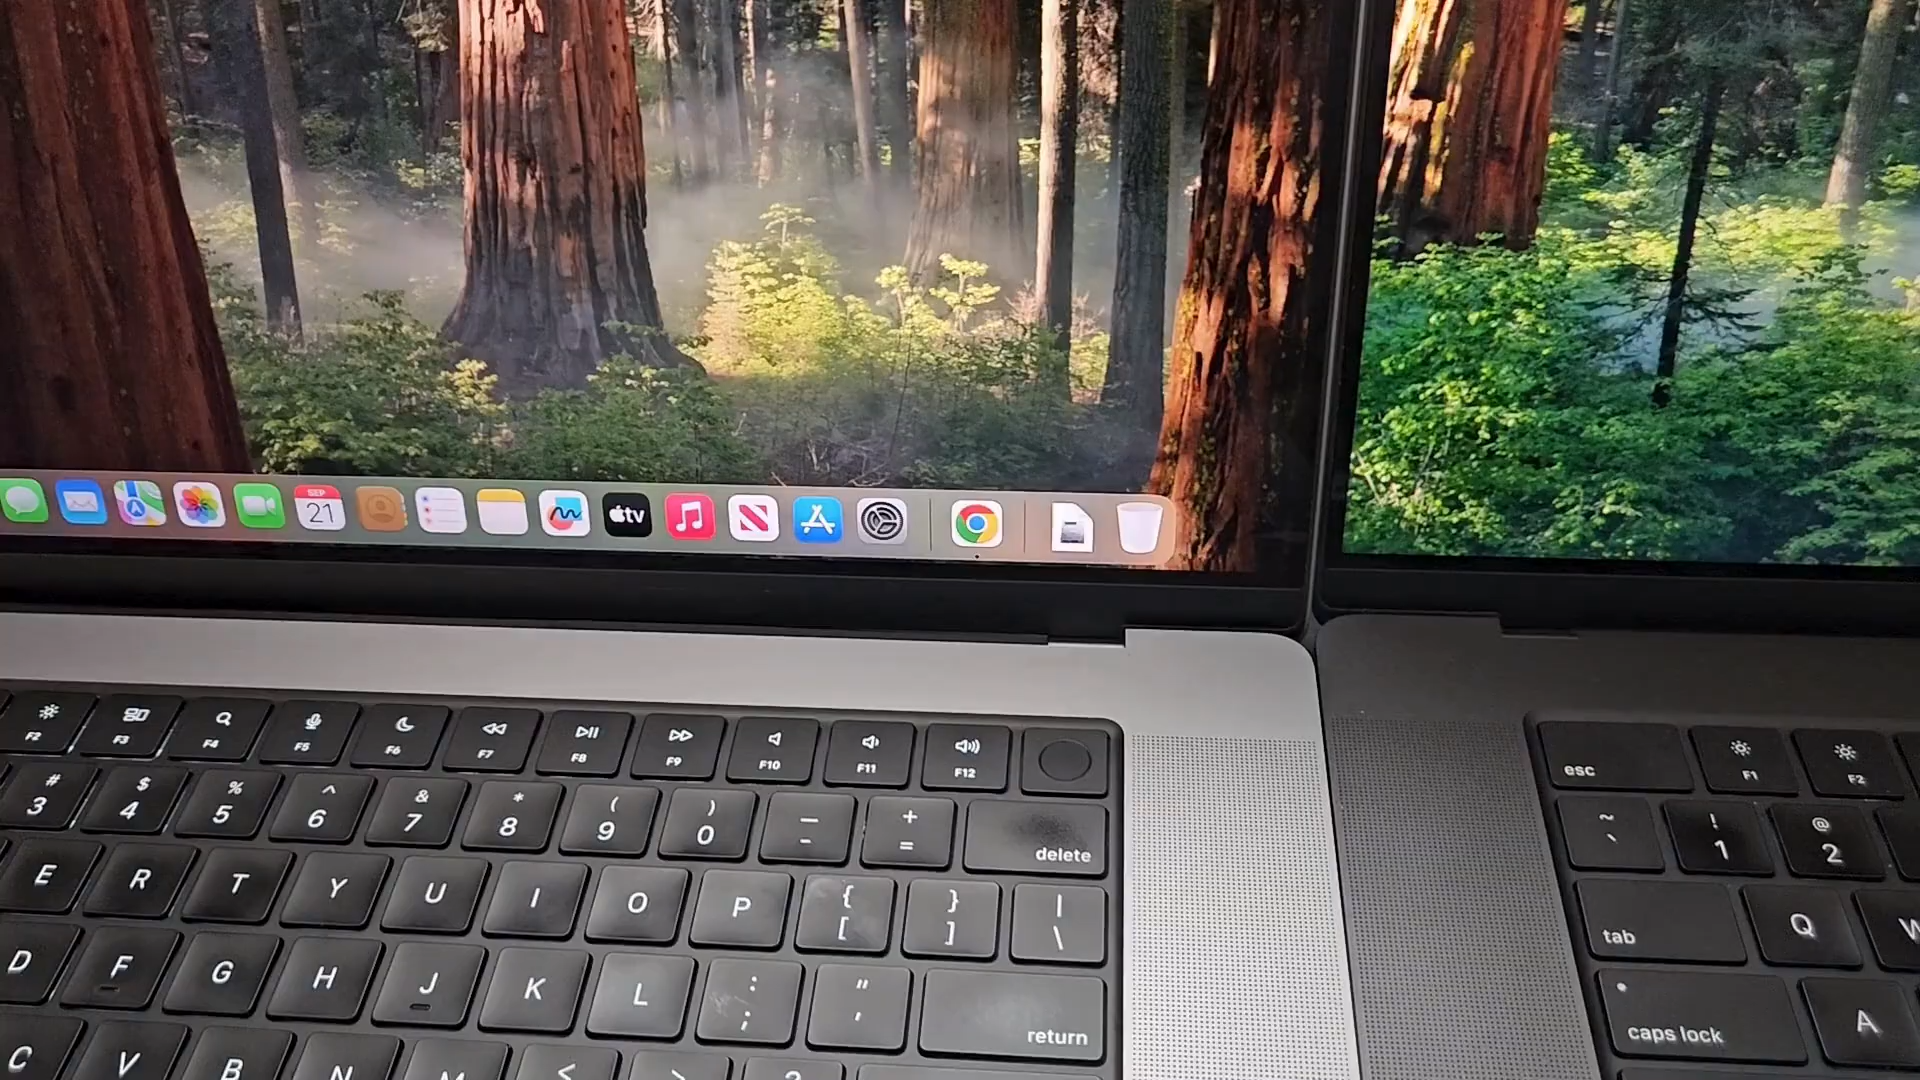 SEP
21
tv
F2 F3 F4 F5 F6 F7 F8 F9 F10 F11 F12
# $ % ^ & * ( ) — +
3 4 5 6 7 8 9 0 - =
delete
E R T Y U I O P { } |
[ ] \
D F G H J K L : "
; '
return
C V B N M < > ?
esc F1 F2
~ ! @
` 1 2
tab Q W
caps lock A